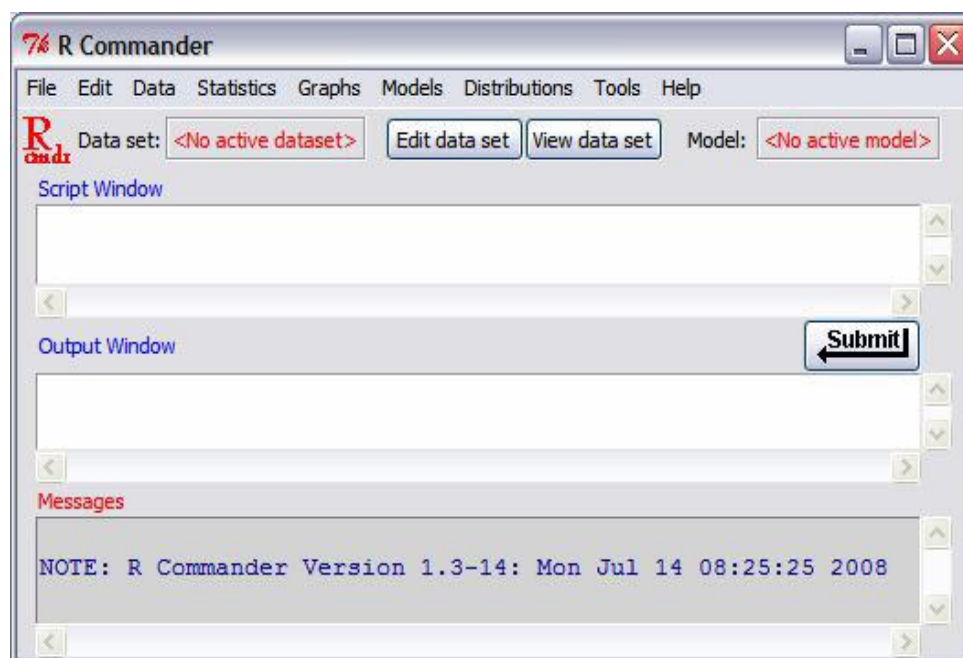 R Commander
File Edit Data Statistics Graphs Models Distributions Tools Help
R cmdr Data set: <No active dataset> Edit data set View data set Model: <No active model>
Script Window
Output Window Submit
Messages
NOTE: R Commander Version 1.3-14: Mon Jul 14 08:25:25 2008